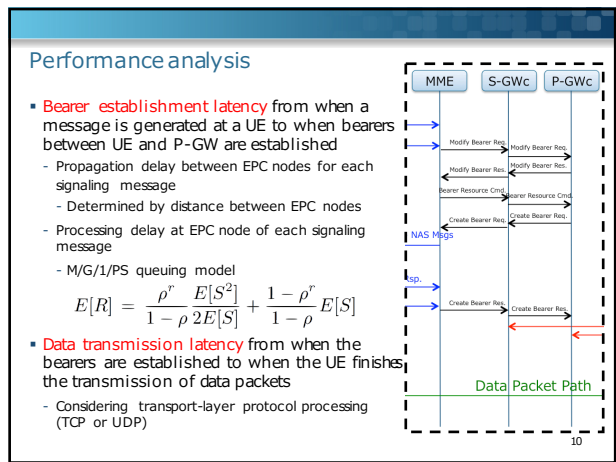 Performance analysis
▪ Bearer establishment latency from when a
message is generated at a UE to when bearers
between UE and P-GW are established
- Propagation delay between EPC nodes for each
signaling message
- Determined by distance between EPC nodes
- Processing delay at EPC node of each signaling
message
- M/G/1/PS queuing model
E[R] = \frac{ρ^r}{1 − ρ} \frac{E[S^2]}{2E[S]} + \frac{1 − ρ^r}{1 − ρ} E[S]
▪ Data transmission latency from when the
bearers are established to when the UE finishes
the transmission of data packets
- Considering transport-layer protocol processing
(TCP or UDP)
MME
S-GWc
P-GWc
Modify Bearer Req.
Modify Bearer Req.
Modify Bearer Res.
Modify Bearer Res.
Bearer Resource Cmd.
Bearer Resource Cmd.
Create Bearer Req.
Create Bearer Req.
NAS Msgs
tsp.
Create Bearer Res.
Create Bearer Res.
Data Packet Path
10